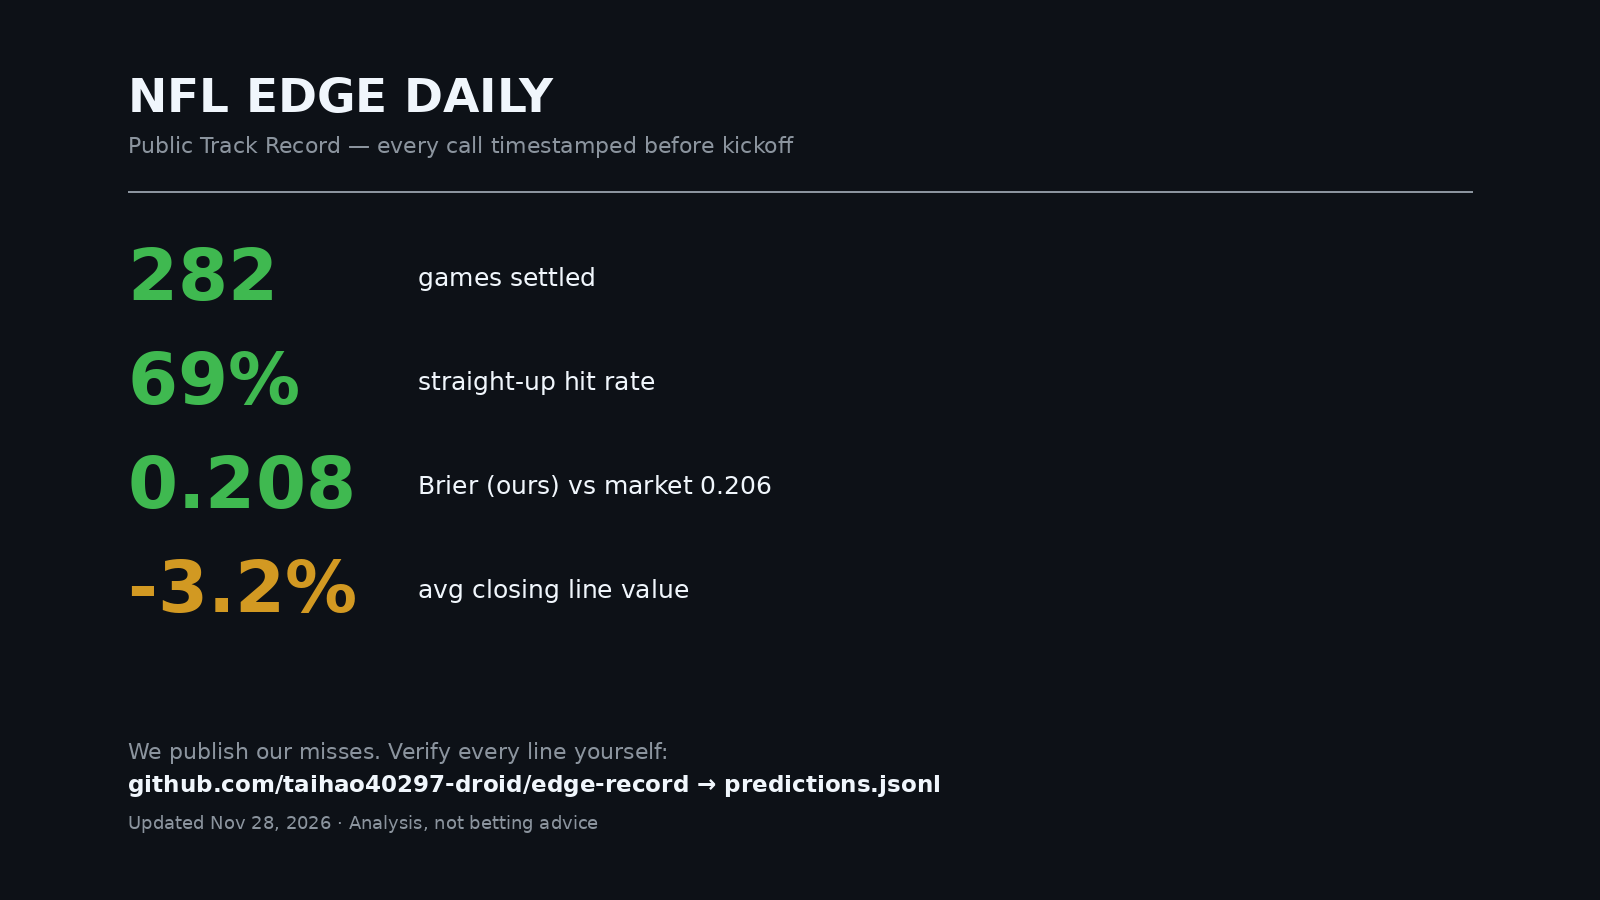 NFL EDGE DAILY
Public Track Record — every call timestamped before kickoff
282 games settled
69% straight-up hit rate
0.208 Brier (ours) vs market 0.206
-3.2% avg closing line value
We publish our misses. Verify every line yourself:
github.com/taihao40297-droid/edge-record → predictions.jsonl
Updated Nov 28, 2026 · Analysis, not betting advice